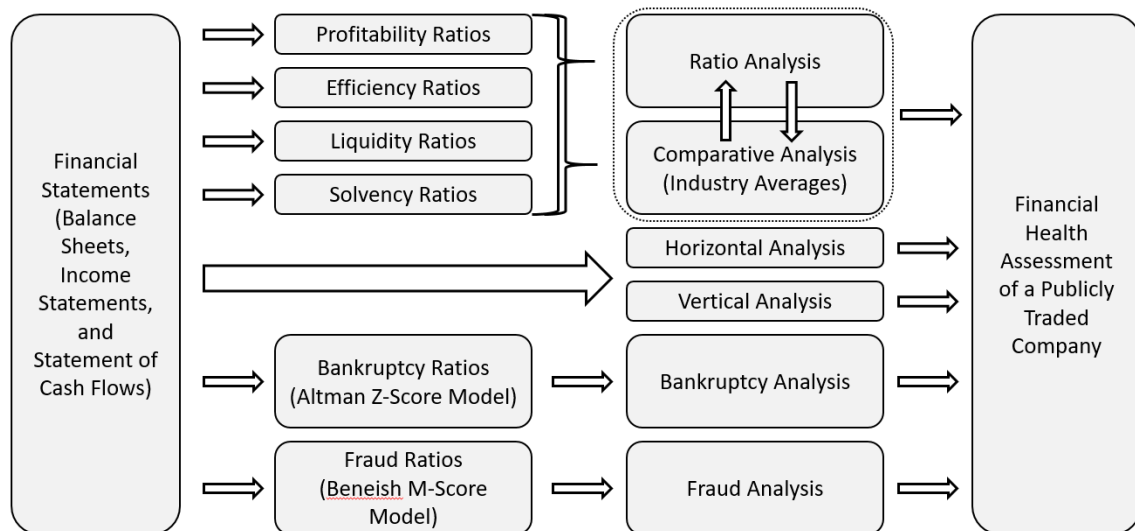 Financial
Statements
(Balance
Sheets,
Income
Statements,
and
Statement of
Cash Flows)
Profitability Ratios
Efficiency Ratios
Liquidity Ratios
Solvency Ratios
Bankruptcy Ratios
(Altman Z-Score Model)
Fraud Ratios
(Beneish M-Score
Model)
Ratio Analysis
Comparative Analysis
(Industry Averages)
Horizontal Analysis
Vertical Analysis
Bankruptcy Analysis
Fraud Analysis
Financial
Health
Assessment
of a Publicly
Traded
Company